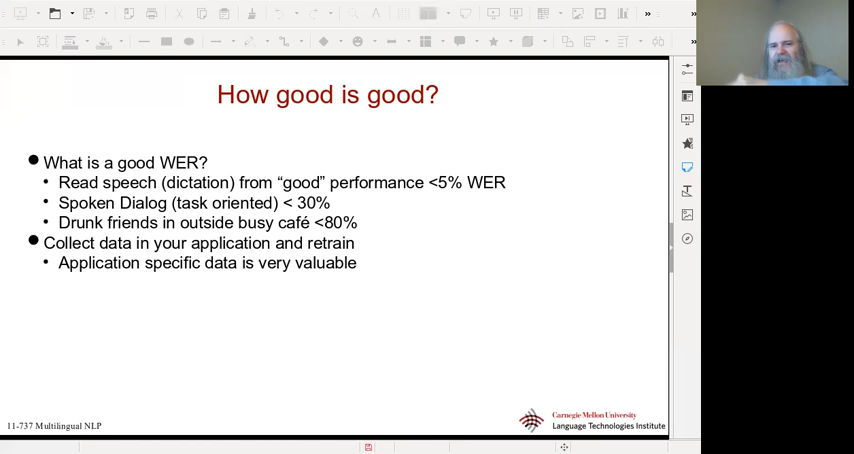 How good is good?
What is a good WER?
Read speech (dictation) from “good” performance <5% WER
Spoken Dialog (task oriented) < 30%
Drunk friends in outside busy café <80%
Collect data in your application and retrain
Application specific data is very valuable
11-737 Multilingual NLP
Carnegie Mellon University
Language Technologies Institute